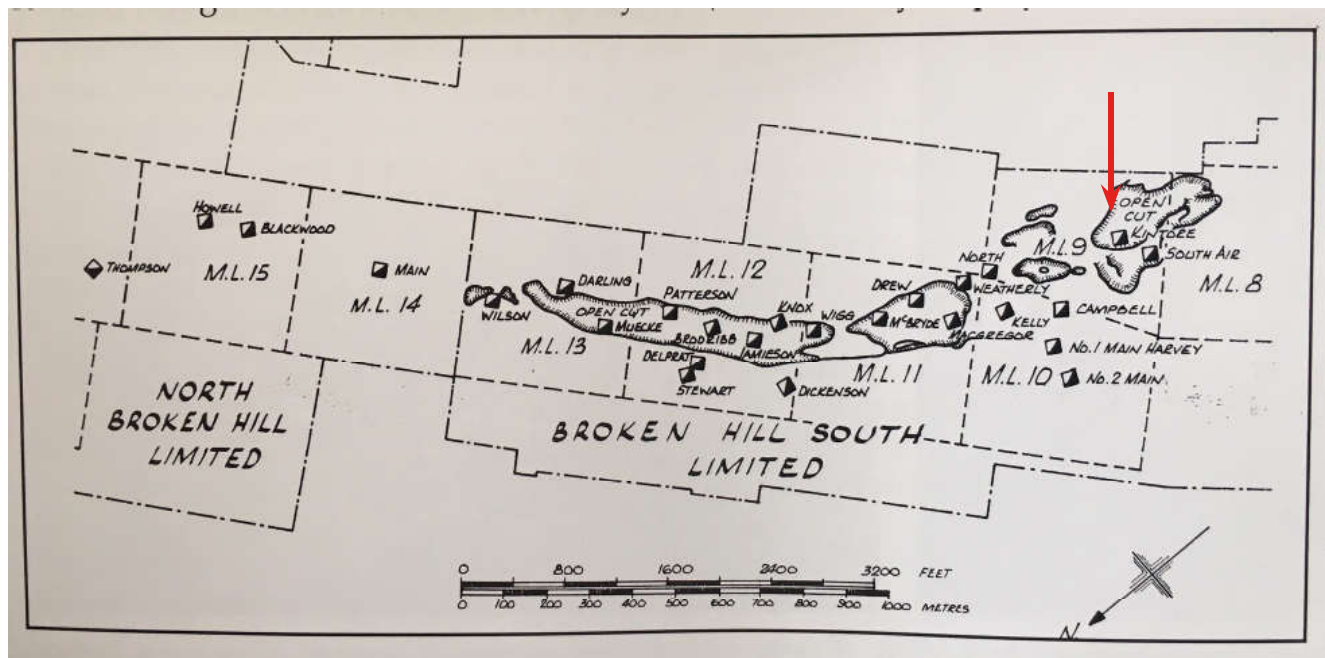 HOWELL
BLACKWOOD
THOMPSON
M.L. 15
MAIN
M.L. 14
WILSON
DARLING
OPEN CUT
MUECKE
M.L. 13
M.L. 12
PATTERSON
BRODRIBB
KNOX
WIGG
JAMIESON
DELPRAT
STEWART
DICKENSON
DREW
McBRYDE
MACGREGOR
M.L. 11
NORTH
WEATHERLY
M.L. 9
OPEN
CUT
KINTORE
SOUTH AIR
M.L. 8
KELLY
CAMPBELL
No. 1 MAIN HARVEY
M.L. 10
No. 2 MAIN
NORTH
BROKEN HILL
LIMITED
BROKEN HILL SOUTH
LIMITED
0 800 1600 2400 3200 FEET
0 100 200 300 400 500 600 700 800 900 1000 METRES
N.